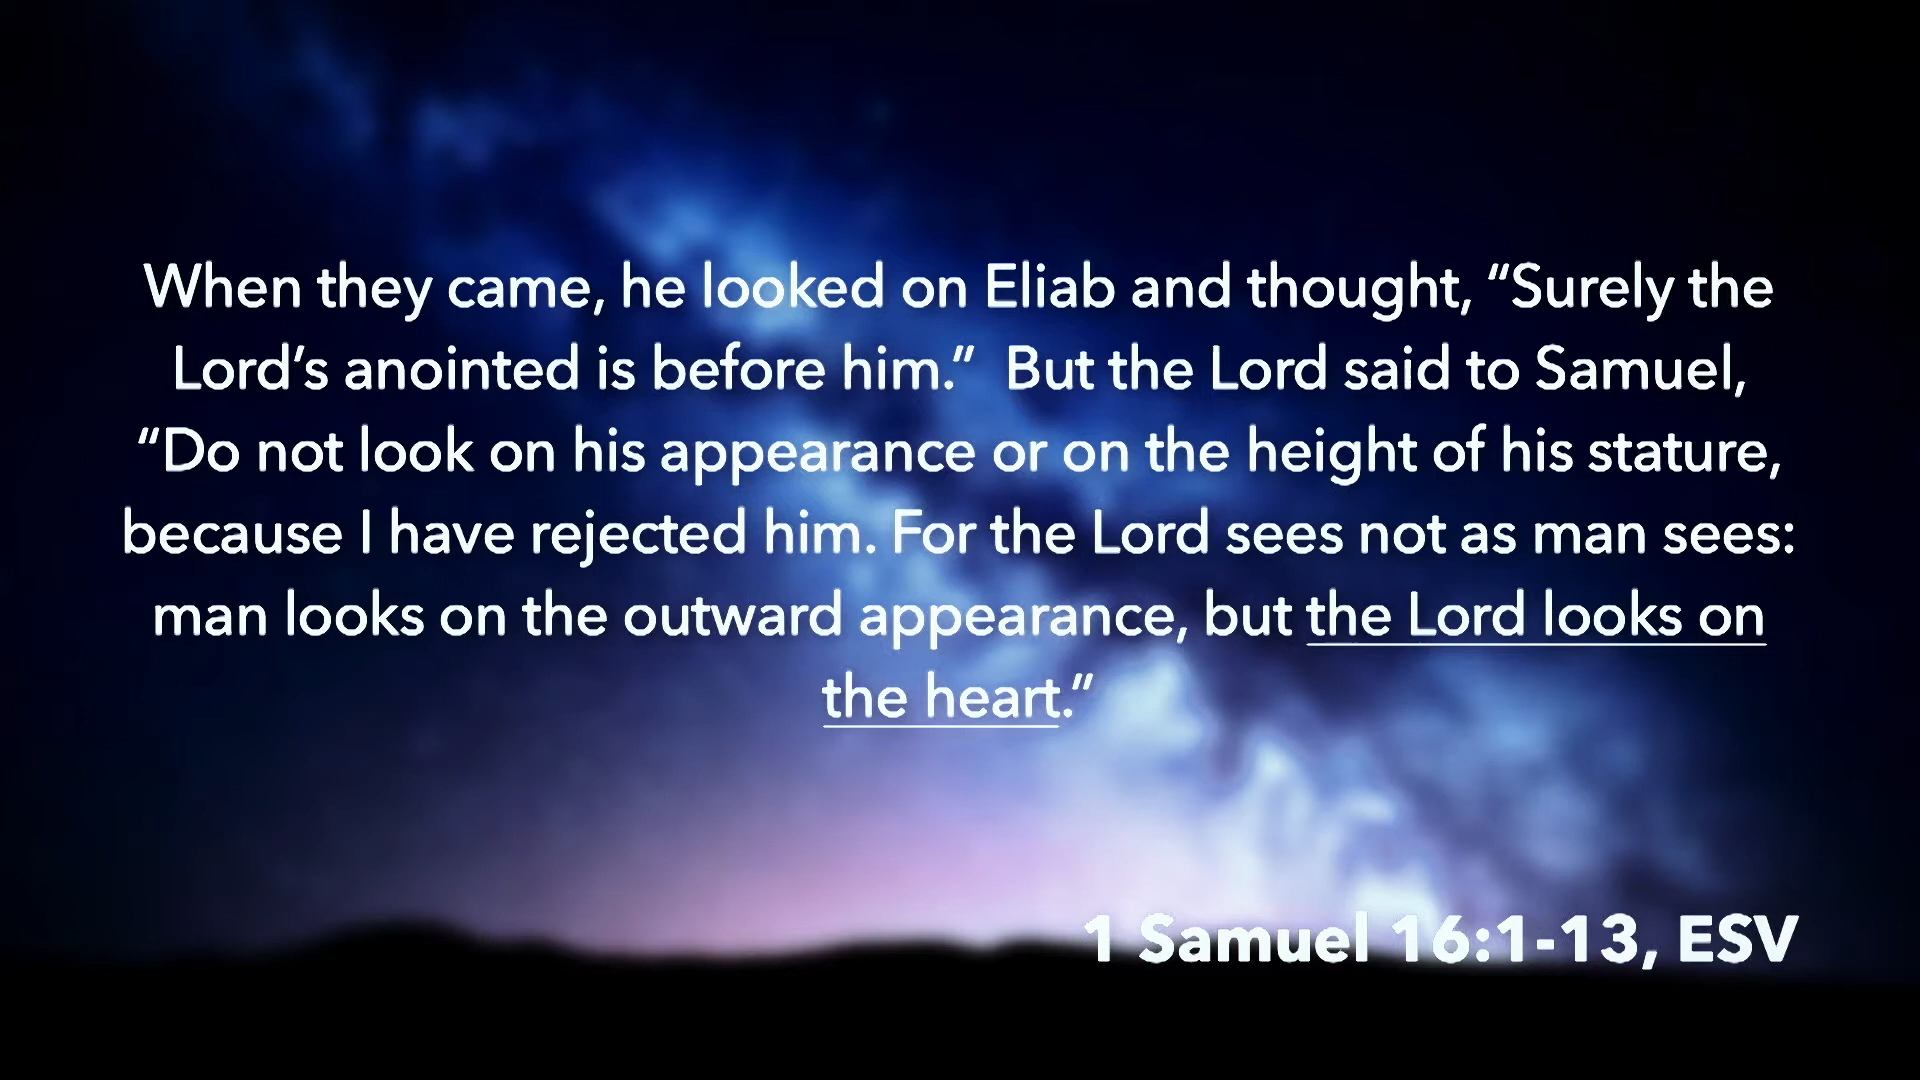 When they came, he looked on Eliab and thought, “Surely the
Lord’s anointed is before him.”  But the Lord said to Samuel,
“Do not look on his appearance or on the height of his stature,
because I have rejected him. For the Lord sees not as man sees:
man looks on the outward appearance, but the Lord looks on
the heart.”
1 Samuel 16:1-13, ESV